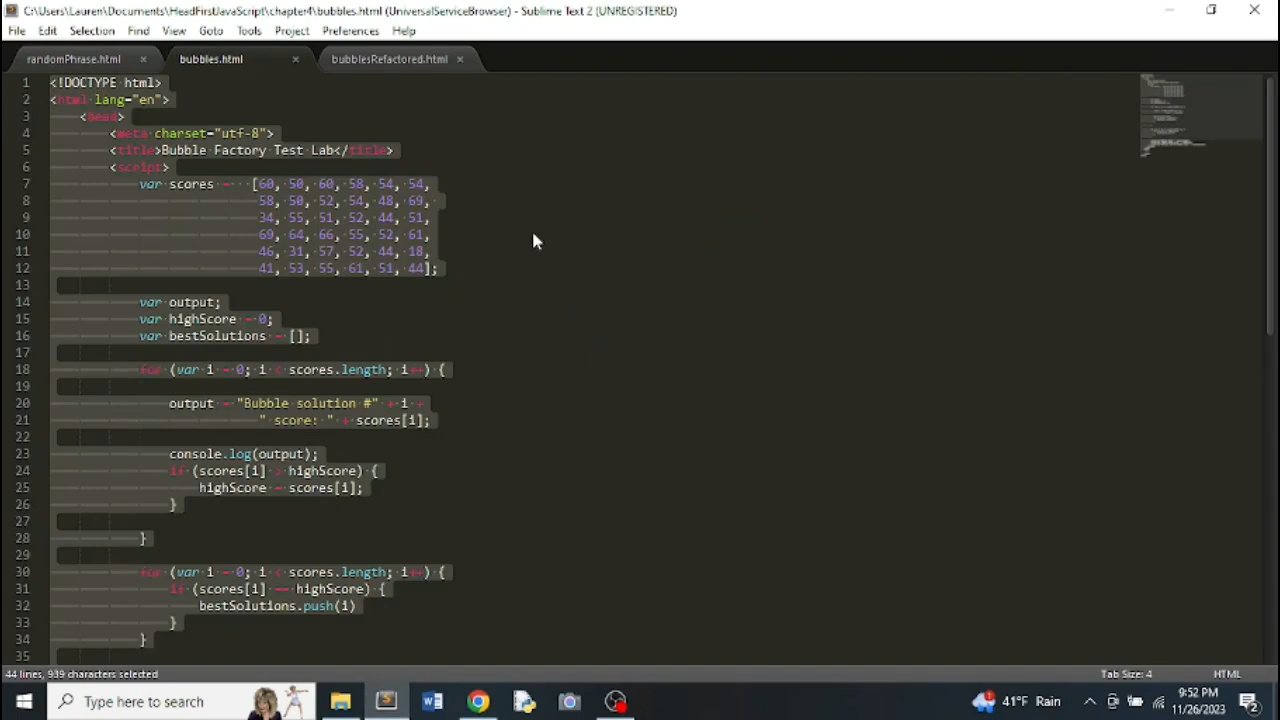 C:\Users\Lauren\Documents\HeadFirstJavaScript\chapter4\bubbles.html (UniversalServiceBrowser) - Sublime Text 2 (UNREGISTERED)
File Edit Selection Find View Goto Tools Project Preferences Help
randomPhrase.html × bubbles.html × bubblesRefactored.html ×
1 <!DOCTYPE html>
2 <html lang="en">
3 <head>
4 <meta charset="utf-8">
5 <title>Bubble Factory Test Lab</title>
6 <script>
7 var scores = [60, 50, 60, 58, 54, 54,
8 58, 50, 52, 54, 48, 69,
9 34, 55, 51, 52, 44, 51,
10 69, 64, 66, 55, 52, 61,
11 46, 31, 57, 52, 44, 18,
12 41, 53, 55, 61, 51, 44];
13
14 var output;
15 var highScore = 0;
16 var bestSolutions = [];
17
18 for (var i = 0; i < scores.length; i++) {
19
20 output = "Bubble solution #" + i +
21 " score: " + scores[i];
22
23 console.log(output);
24 if (scores[i] > highScore) {
25 highScore = scores[i];
26 }
27
28 }
29
30 for (var i = 0; i < scores.length; i++) {
31 if (scores[i] == highScore) {
32 bestSolutions.push(i)
33 }
34 }
35
44 lines, 939 characters selected Tab Size: 4 HTML
Type here to search 1 41°F Rain 9:52 PM
11/26/2023 2